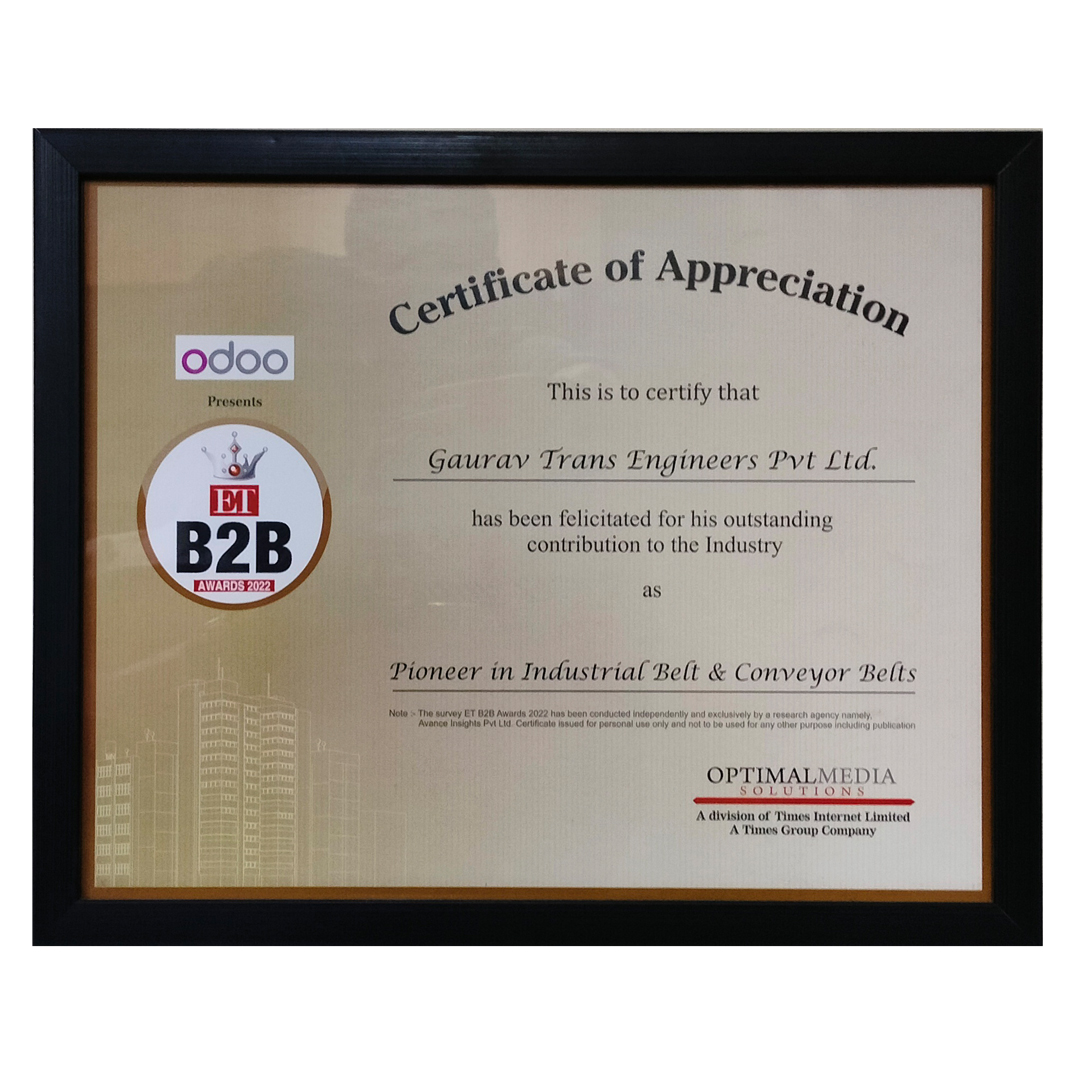 Certificate of Appreciation
odoo
Presents
ET
B2B
AWARDS 2022
This is to certify that
Gaurav Trans Engineers Pvt Ltd.
has been felicitated for his outstanding
contribution to the Industry
as
Pioneer in Industrial Belt & Conveyor Belts
Note :- The survey ET B2B Awards 2022 has been conducted independently and exclusively by a research agency namely,
Avance Insights Pvt Ltd. Certificate issued for personal use only and not to be used for any other purpose including publication
OPTIMALMEDIA
SOLUTIONS
A division of Times Internet Limited
A Times Group Company